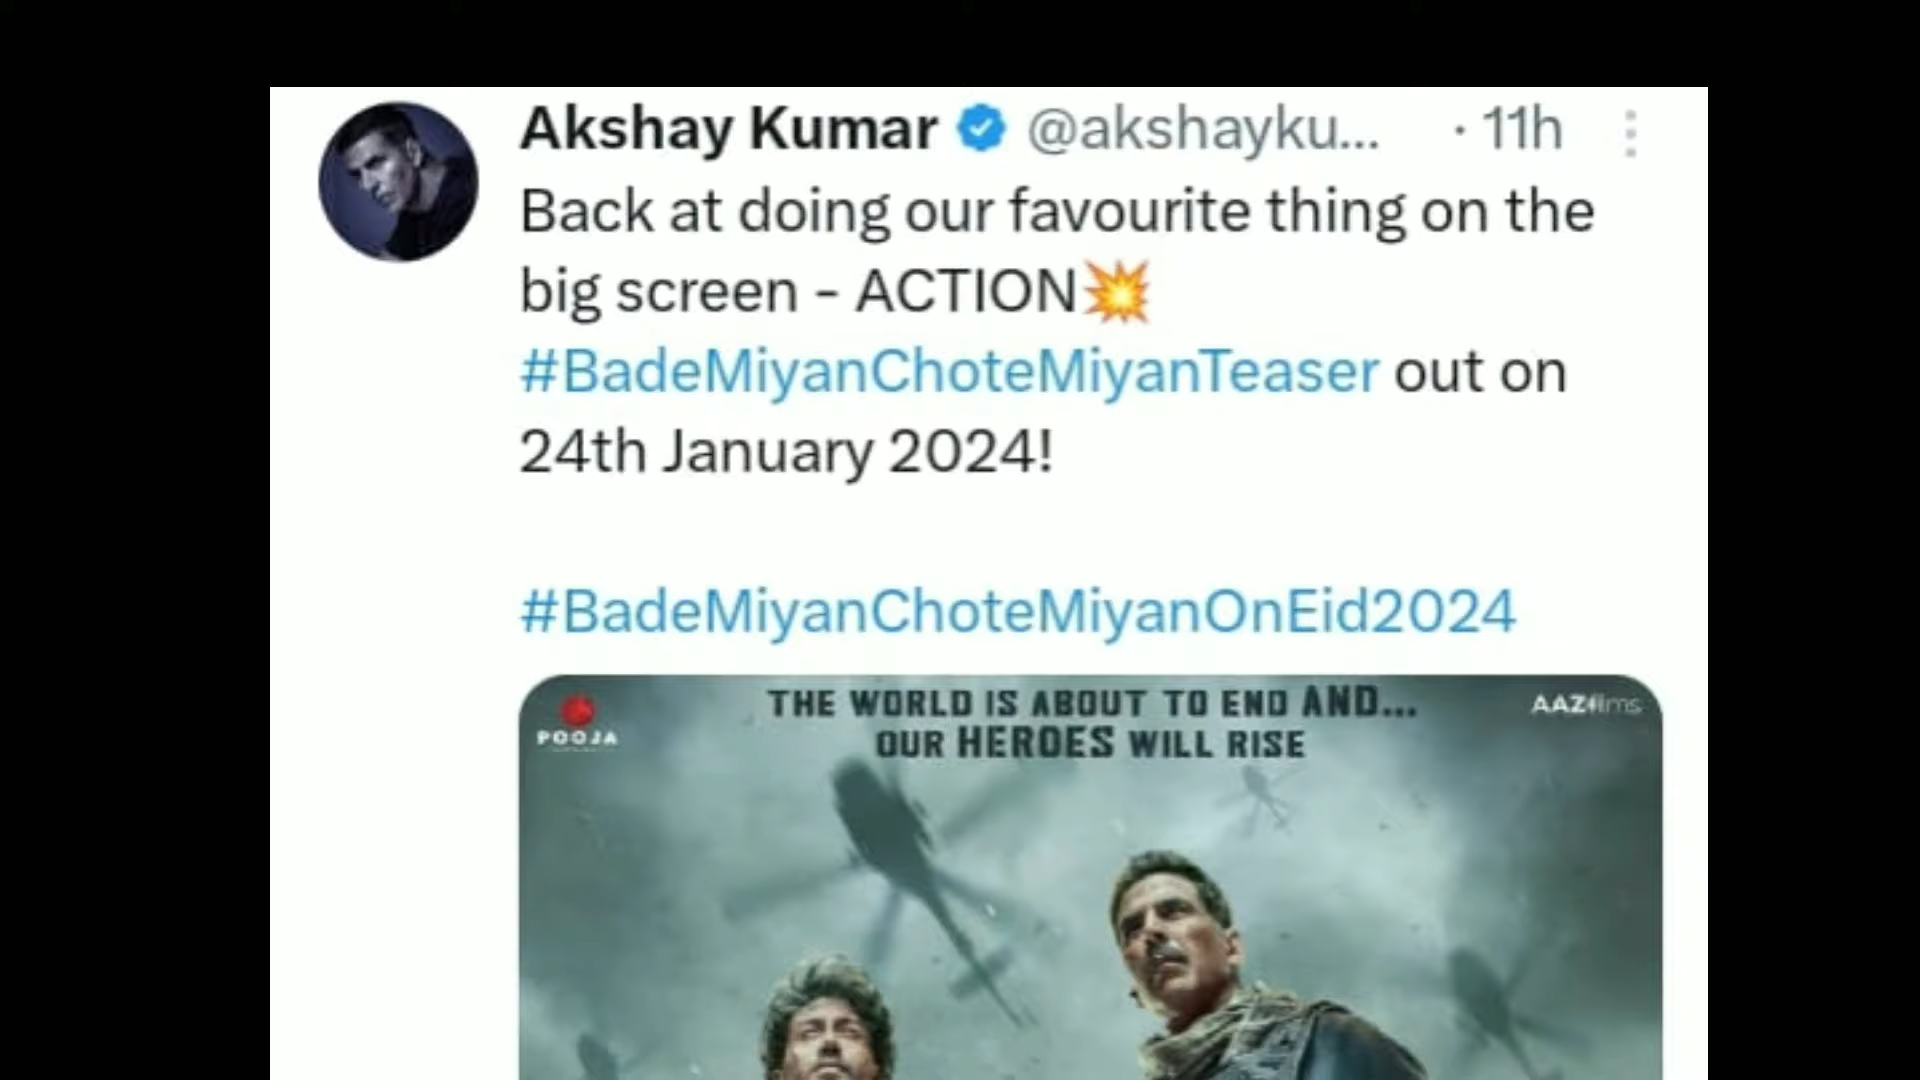 Akshay Kumar @akshayku... · 11h
Back at doing our favourite thing on the
big screen - ACTION💥
#BadeMiyanChoteMiyanTeaser out on
24th January 2024!
#BadeMiyanChoteMiyanOnEid2024
THE WORLD IS ABOUT TO END AND...
OUR HEROES WILL RISE
POOJA
AAZfilms